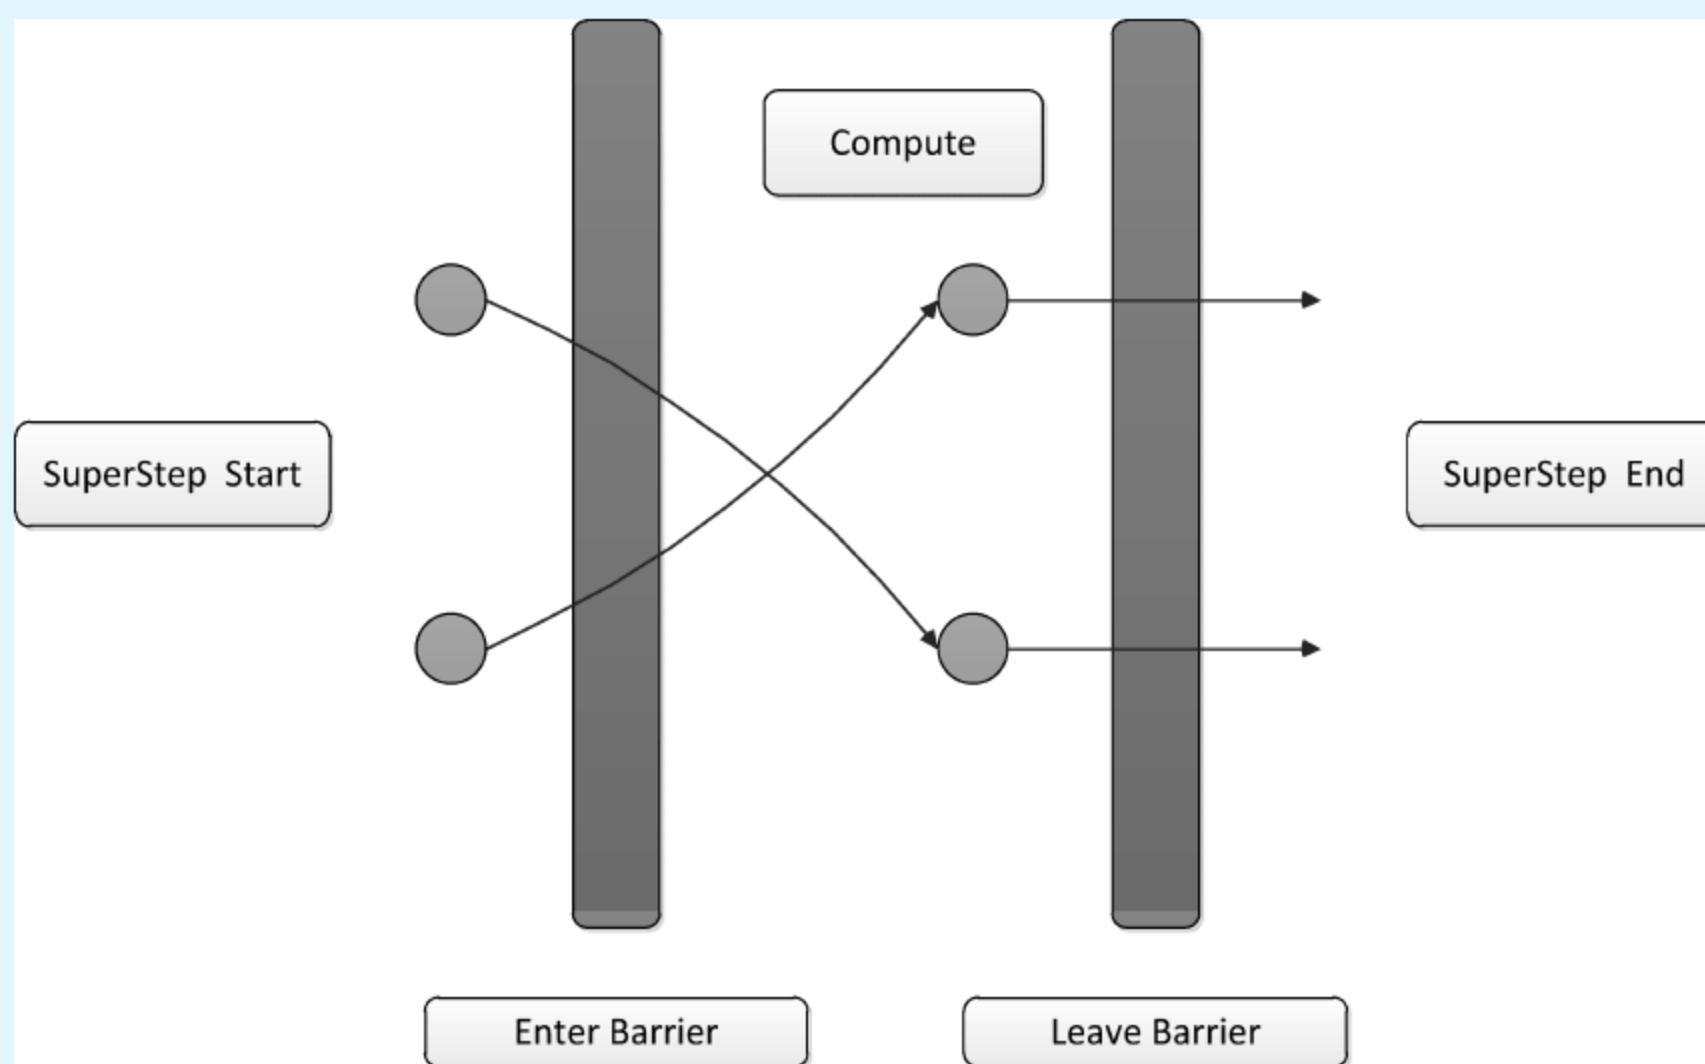 Compute
SuperStep Start
SuperStep End
Enter Barrier
Leave Barrier